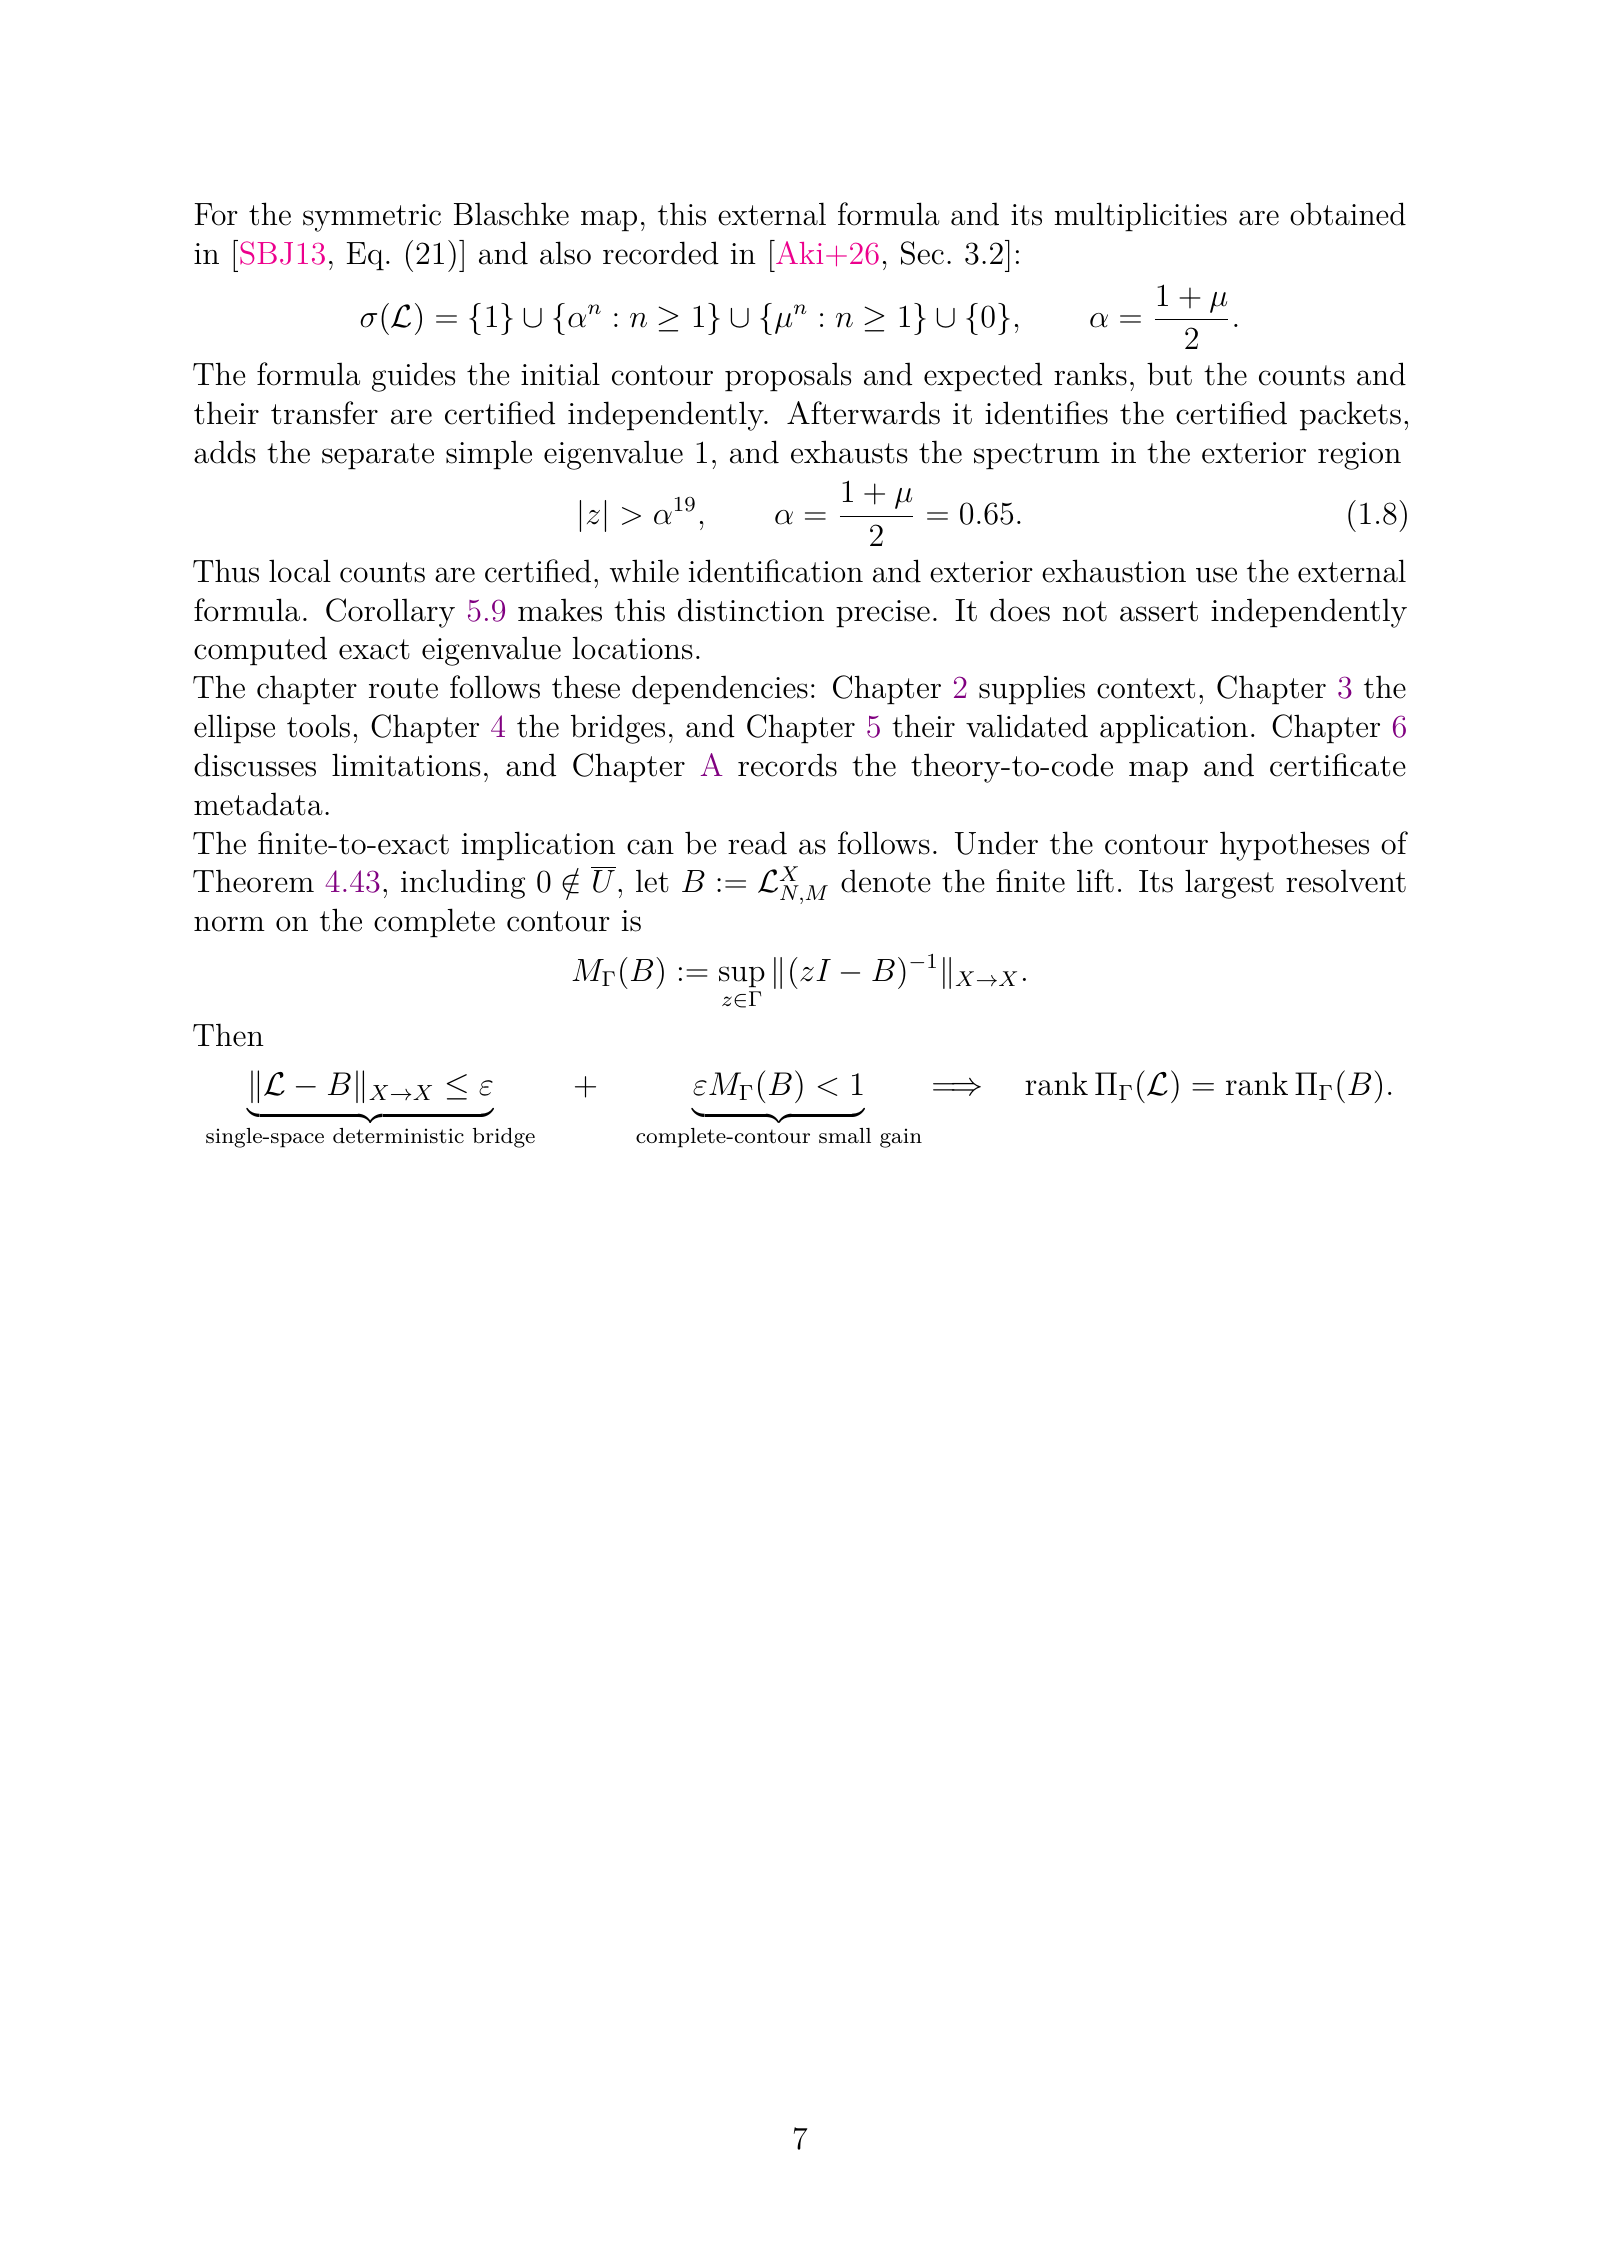 For the symmetric Blaschke map, this external formula and its multiplicities are obtained
in [SBJ13, Eq. (21)] and also recorded in [Aki+26, Sec. 3.2]:
σ(𝓛) = {1} ∪ {αⁿ : n ≥ 1} ∪ {μⁿ : n ≥ 1} ∪ {0}, α = (1 + μ)/2.
The formula guides the initial contour proposals and expected ranks, but the counts and
their transfer are certified independently. Afterwards it identifies the certified packets,
adds the separate simple eigenvalue 1, and exhausts the spectrum in the exterior region
|z| > α¹⁹, α = (1 + μ)/2 = 0.65. (1.8)
Thus local counts are certified, while identification and exterior exhaustion use the external
formula. Corollary 5.9 makes this distinction precise. It does not assert independently
computed exact eigenvalue locations.
The chapter route follows these dependencies: Chapter 2 supplies context, Chapter 3 the
ellipse tools, Chapter 4 the bridges, and Chapter 5 their validated application. Chapter 6
discusses limitations, and Chapter A records the theory-to-code map and certificate
metadata.
The finite-to-exact implication can be read as follows. Under the contour hypotheses of
Theorem 4.43, including 0 ∉ U̅, let B := 𝓛^X_{N,M} denote the finite lift. Its largest resolvent
norm on the complete contour is
M_Γ(B) := sup_{z∈Γ} ‖(zI − B)⁻¹‖_{X→X}.
Then
‖𝓛 − B‖_{X→X} ≤ ε + εM_Γ(B) < 1 ⟹ rank Π_Γ(𝓛) = rank Π_Γ(B).
single-space deterministic bridge complete-contour small gain
7